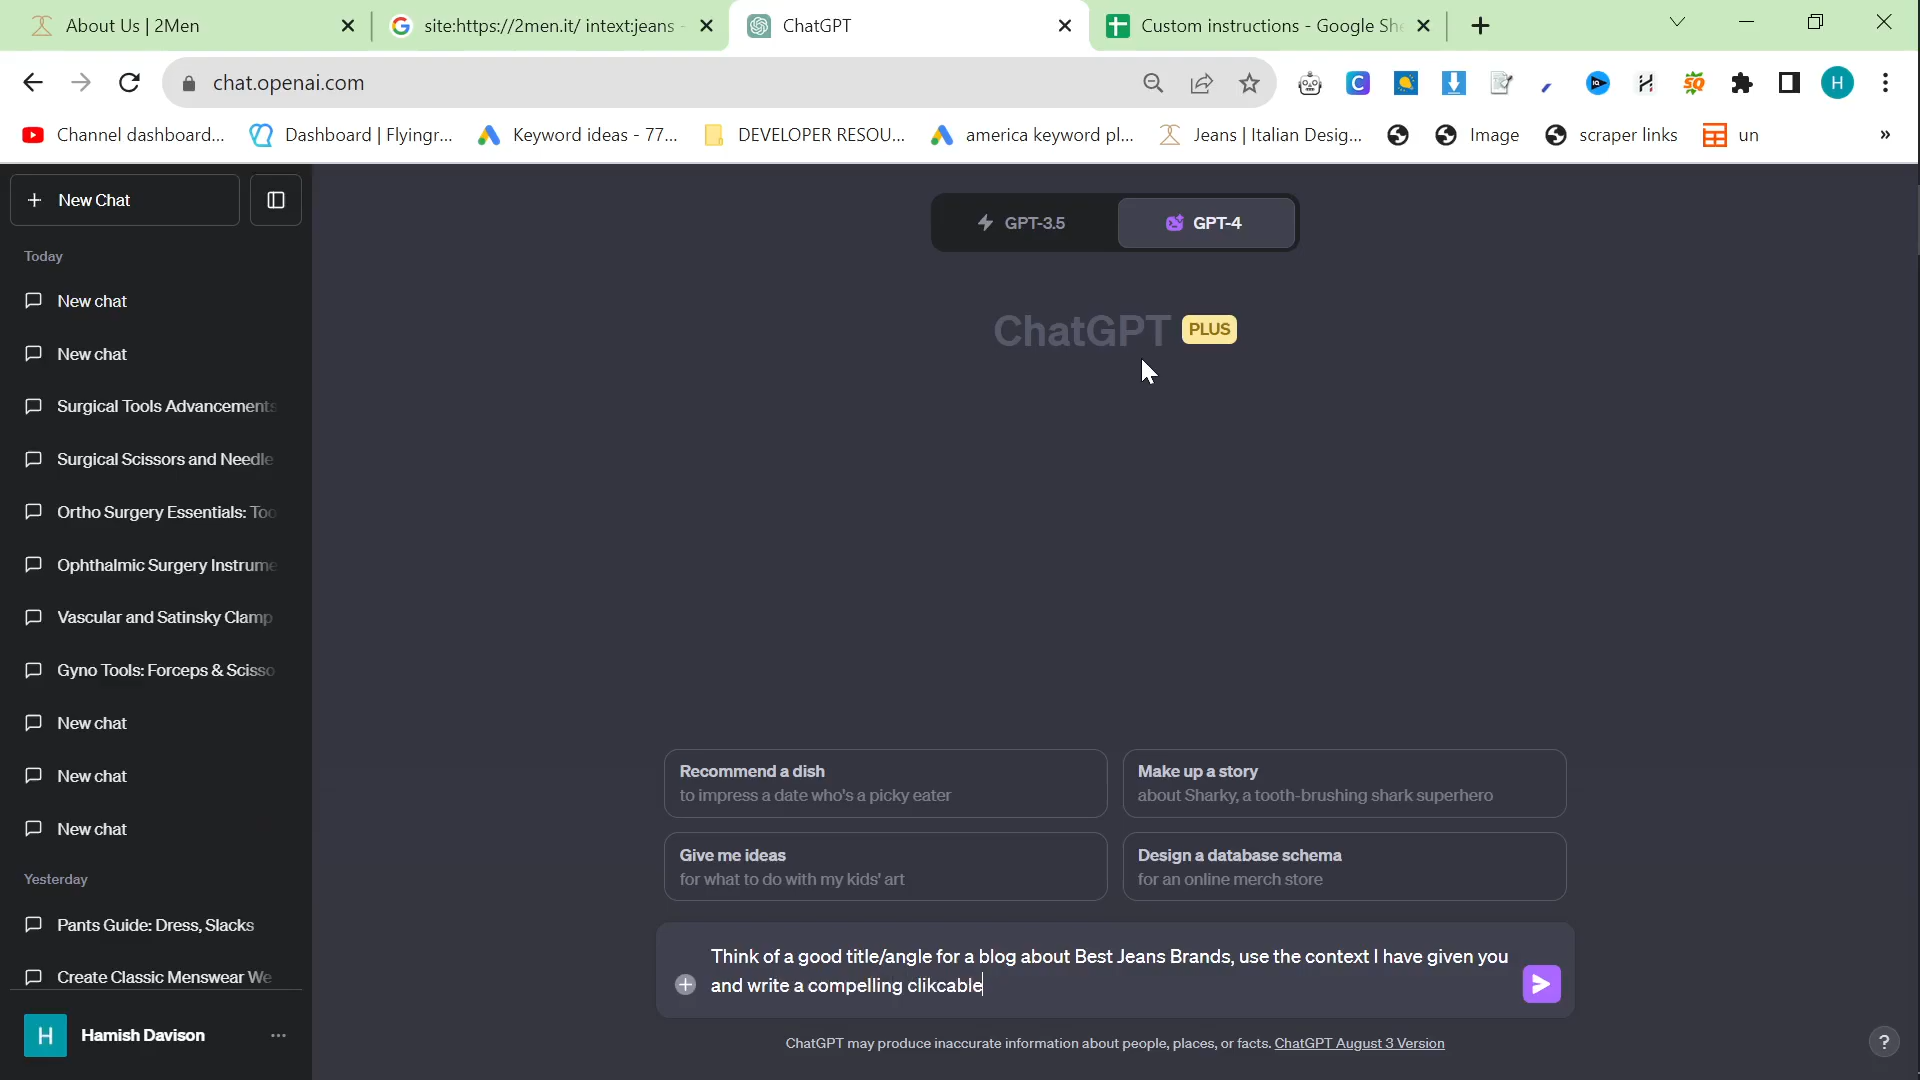 About Us | 2Men
site:https://2men.it/ intext:jeans -
ChatGPT
Custom instructions - Google She
chat.openai.com
H
Channel dashboard...
Dashboard | Flyingr...
Keyword ideas - 77...
DEVELOPER RESOU...
america keyword pl...
Jeans | Italian Desig...
Image
scraper links
un
»
+ New Chat
GPT-3.5
GPT-4
Today
New chat
ChatGPT PLUS
New chat
Surgical Tools Advancements
Surgical Scissors and Needle
Ortho Surgery Essentials: Too
Ophthalmic Surgery Instrume
Vascular and Satinsky Clamp
Gyno Tools: Forceps & Scisso
New chat
New chat
New chat
Yesterday
Pants Guide: Dress, Slacks
Create Classic Menswear We
H Hamish Davison ...
Recommend a dish
to impress a date who's a picky eater
Make up a story
about Sharky, a tooth-brushing shark superhero
Give me ideas
for what to do with my kids' art
Design a database schema
for an online merch store
Think of a good title/angle for a blog about Best Jeans Brands, use the context I have given you
and write a compelling clikcable
ChatGPT may produce inaccurate information about people, places, or facts. ChatGPT August 3 Version
?